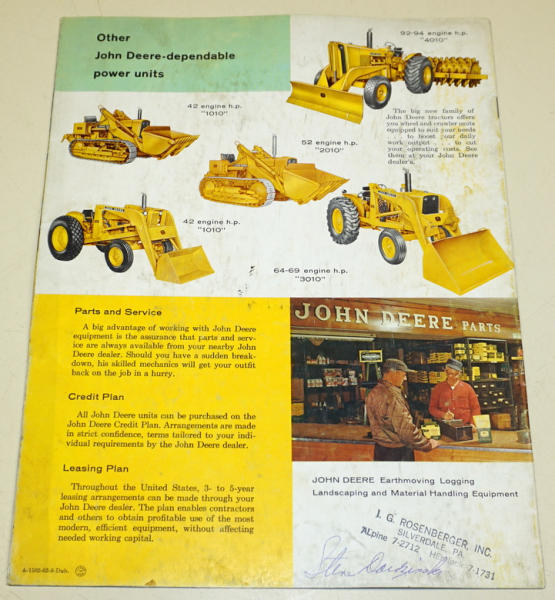 Other
John Deere-dependable
power units
92-94 engine h.p.
"4010"
42 engine h.p.
"1010"
52 engine h.p.
"2010"
The big new family of
John Deere tractors offers
you wheel and crawler units
equipped to suit your needs
. . . to boost your daily
work output . . . to cut
your operating costs. See
them at your John Deere
dealer's.
42 engine h.p.
"1010"
64-69 engine h.p.
"3010"
Parts and Service
A big advantage of working with John Deere
equipment is the assurance that parts and serv-
ice are always available from your nearby John
Deere dealer. Should you have a sudden break-
down, his skilled mechanics will get your outfit
back on the job in a hurry.
Credit Plan
All John Deere units can be purchased on the
John Deere Credit Plan. Arrangements are made
in strict confidence, terms tailored to your indi-
vidual requirements by the John Deere dealer.
Leasing Plan
Throughout the United States, 3- to 5-year
leasing arrangements can be made through your
John Deere dealer. The plan enables contractors
and others to obtain profitable use of the most
modern, efficient equipment, without affecting
needed working capital.
JOHN DEERE PARTS
JOHN DEERE Earthmoving Logging
Landscaping and Material Handling Equipment
I. G. ROSENBERGER, INC.
SILVERDALE, PA.
ALpine 7-2712 HEmlock 7-1731